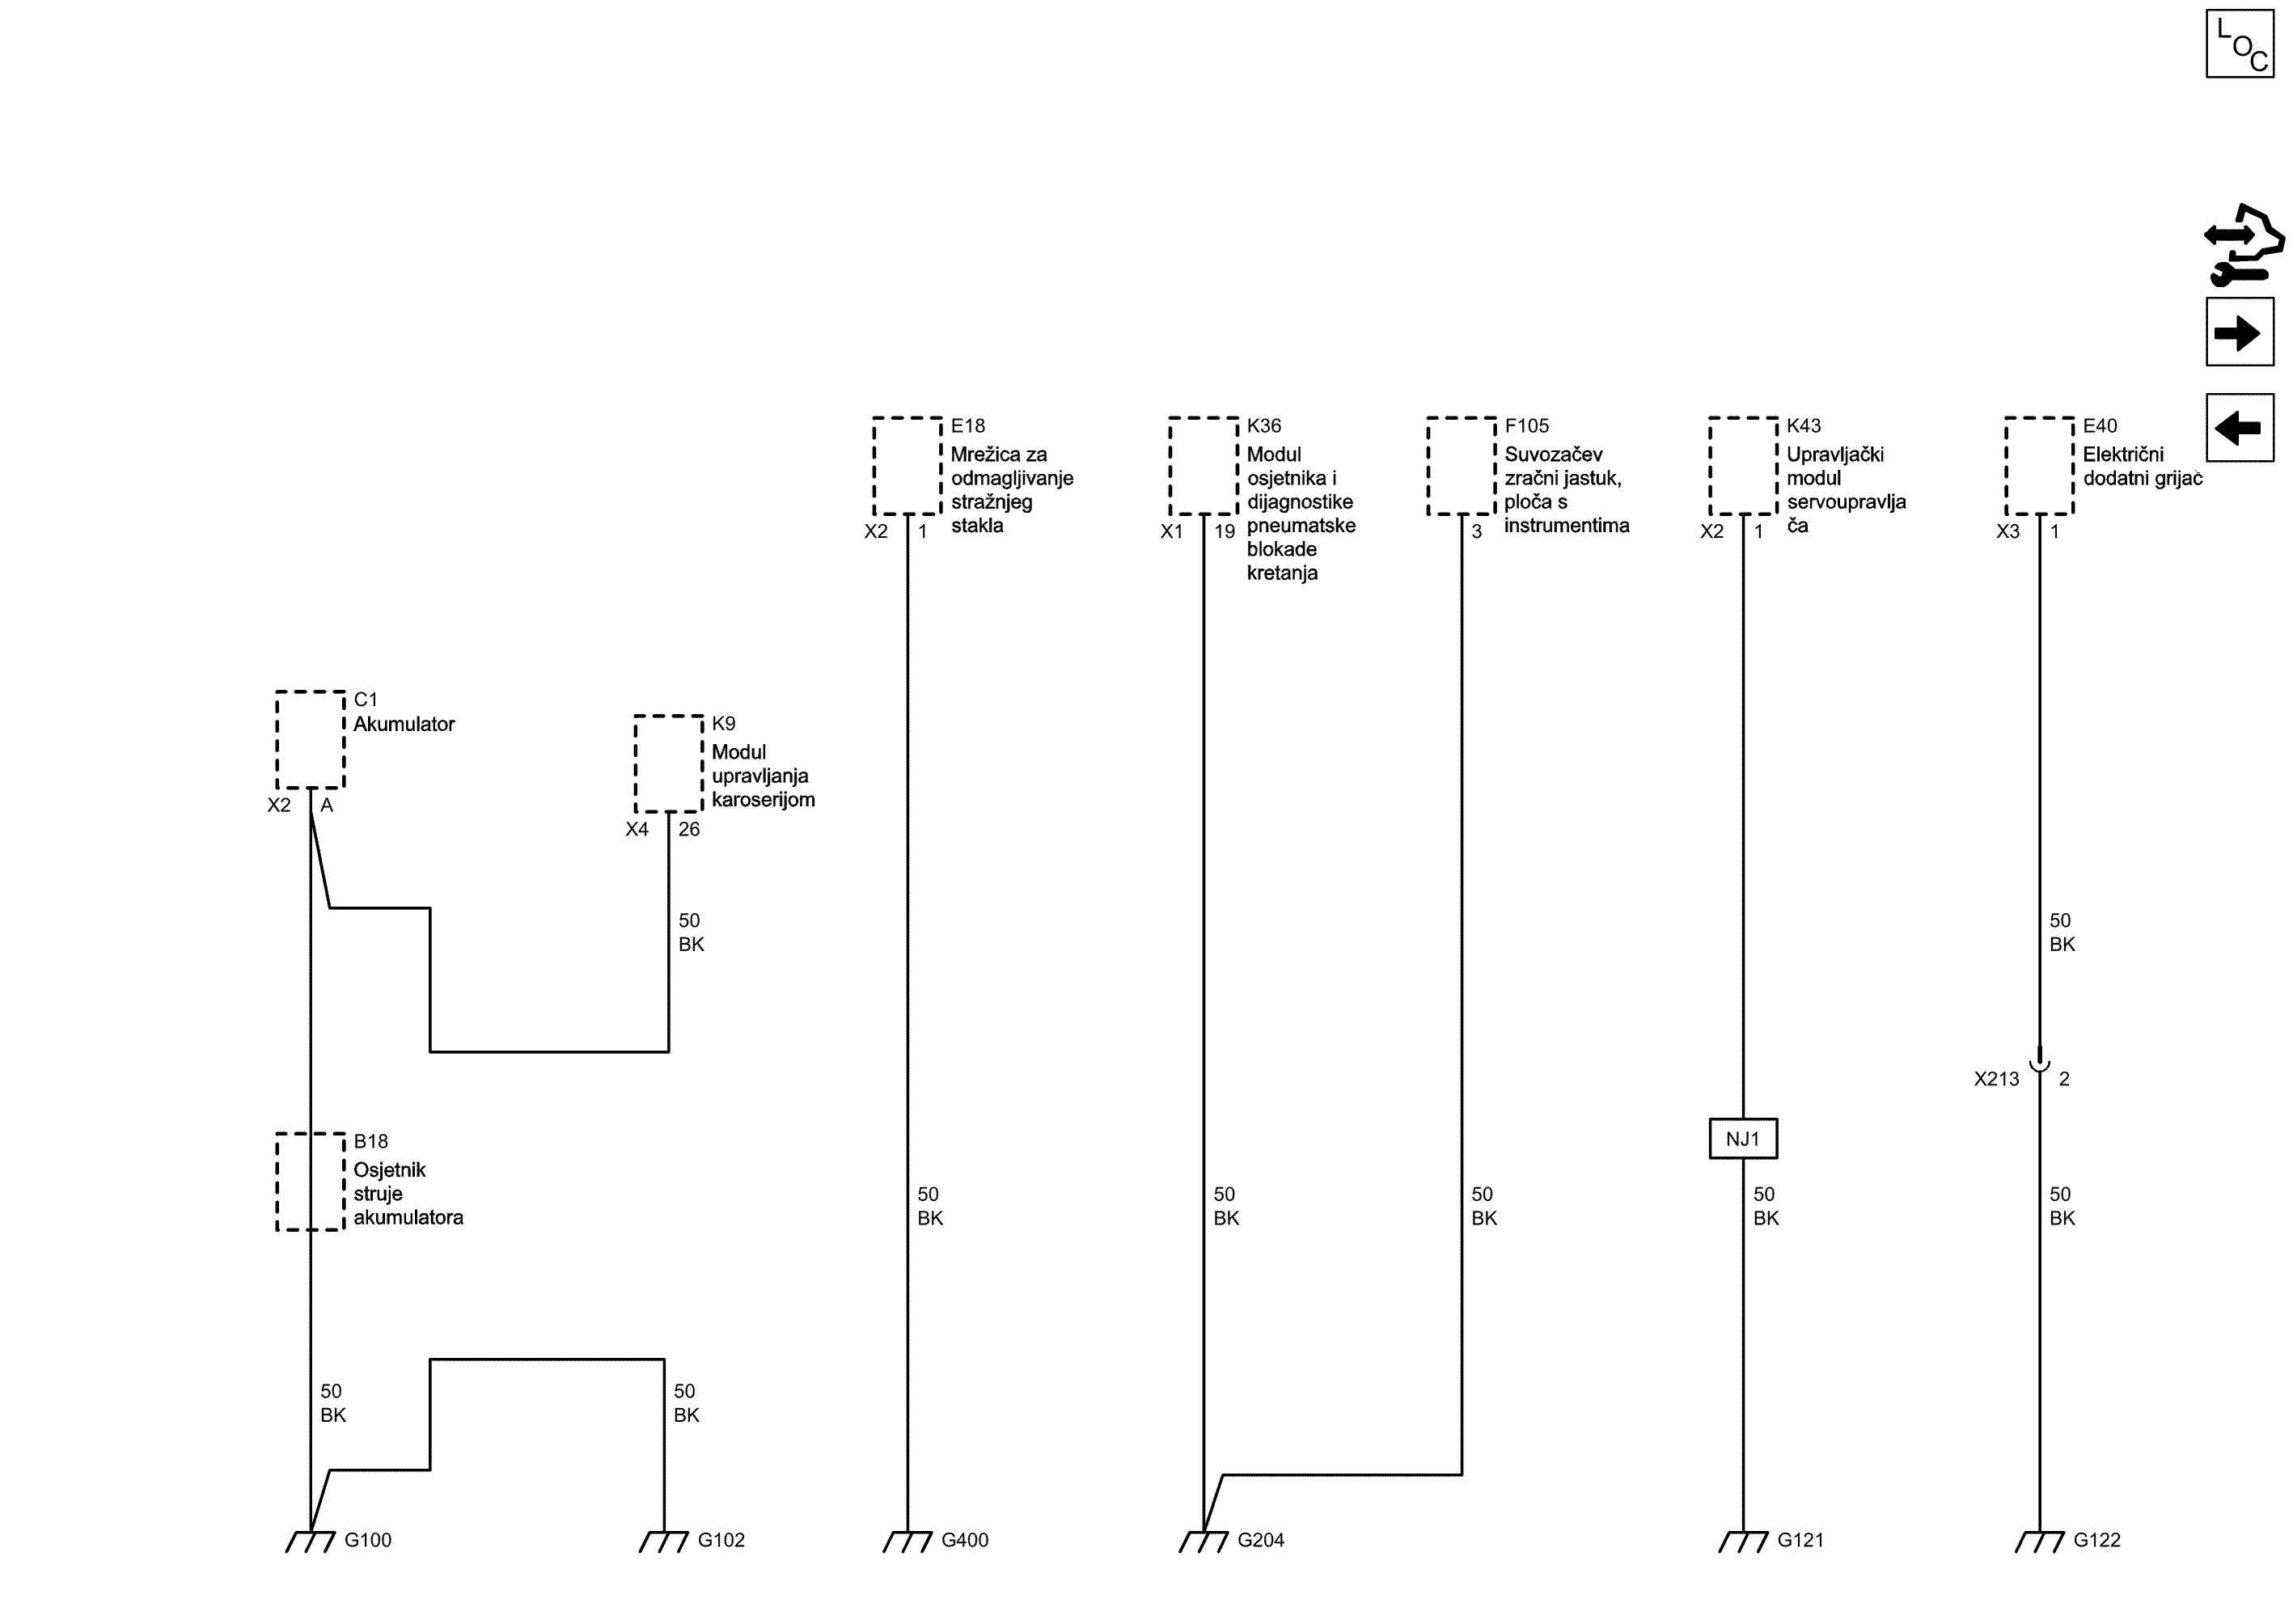 LOC
E18
Mrežica za
odmagljivanje
stražnjeg
stakla
X2 1
K36
Modul
osjetnika i
dijagnostike
pneumatske
blokade
kretanja
X1 19
F105
Suvozačev
zračni jastuk,
ploča s
instrumentima
3
K43
Upravljački
modul
servoupravlja
ča
X2 1
E40
Električni
dodatni grijač
X3 1
C1
Akumulator
X2 A
K9
Modul
upravljanja
karoserijom
X4 26
50
BK
50
BK
X213 2
NJ1
B18
Osjetnik
struje
akumulatora
50
BK
50
BK
50
BK
50
BK
50
BK
50
BK
50
BK
G100
G102
G400
G204
G121
G122